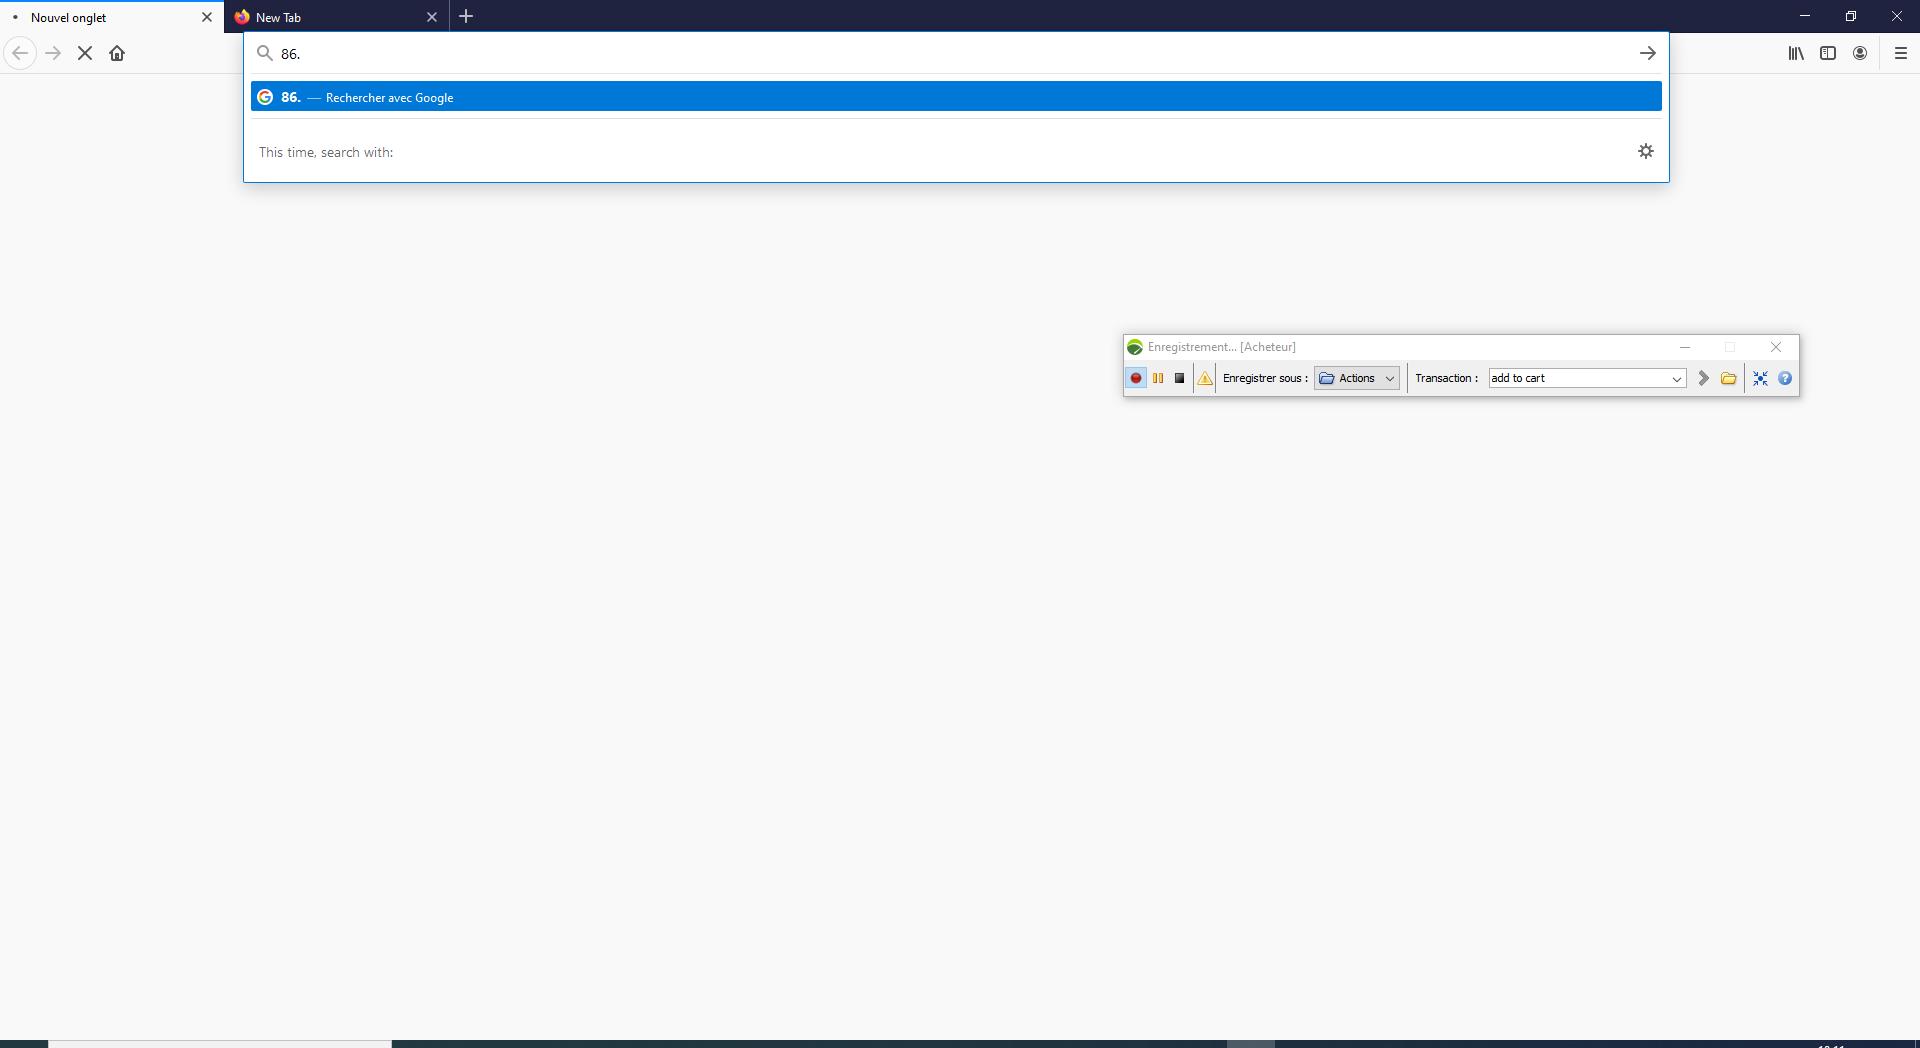 Nouvel onglet
New Tab
86.
86. — Rechercher avec Google
This time, search with:
Enregistrement... [Acheteur]
Enregistrer sous :
Actions
Transaction :
add to cart